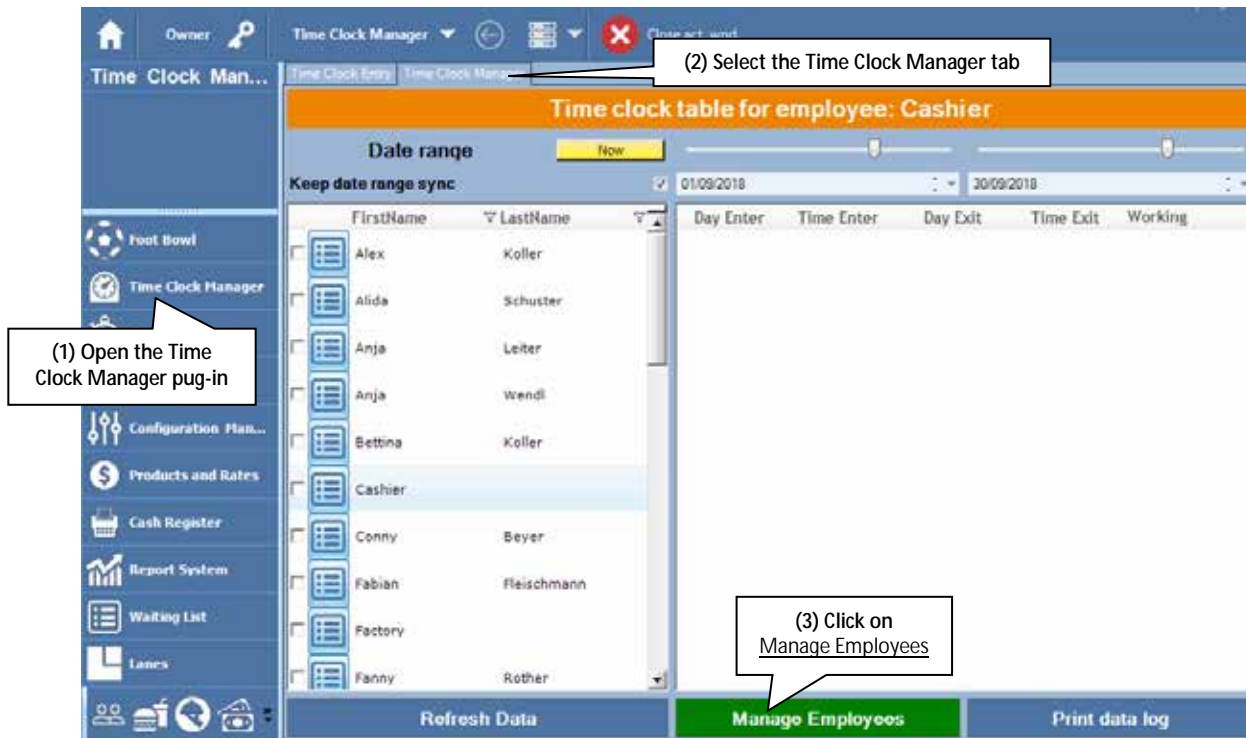 Owner
Time Clock Manager
Close act. wnd.
(2) Select the Time Clock Manager tab
Time Clock Man...
Time Clock Entry
Time Clock Manager
Time clock table for employee: Cashier
Date range
Now
Keep date range sync
01/09/2018
30/09/2018
FirstName
LastName
Day Enter
Time Enter
Day Exit
Time Exit
Working
Foot Bowl
Time Clock Manager
(1) Open the Time
Clock Manager pug-in
Configuration Man...
Products and Rates
Cash Register
Report System
Waiting List
Lanes
Alex Koller
Alida Schuster
Anja Leiter
Anja Wendl
Bettina Koller
Cashier
Conny Beyer
Fabian Fleischmann
Factory
Fanny Rother
(3) Click on
Manage Employees
Refresh Data
Manage Employees
Print data log